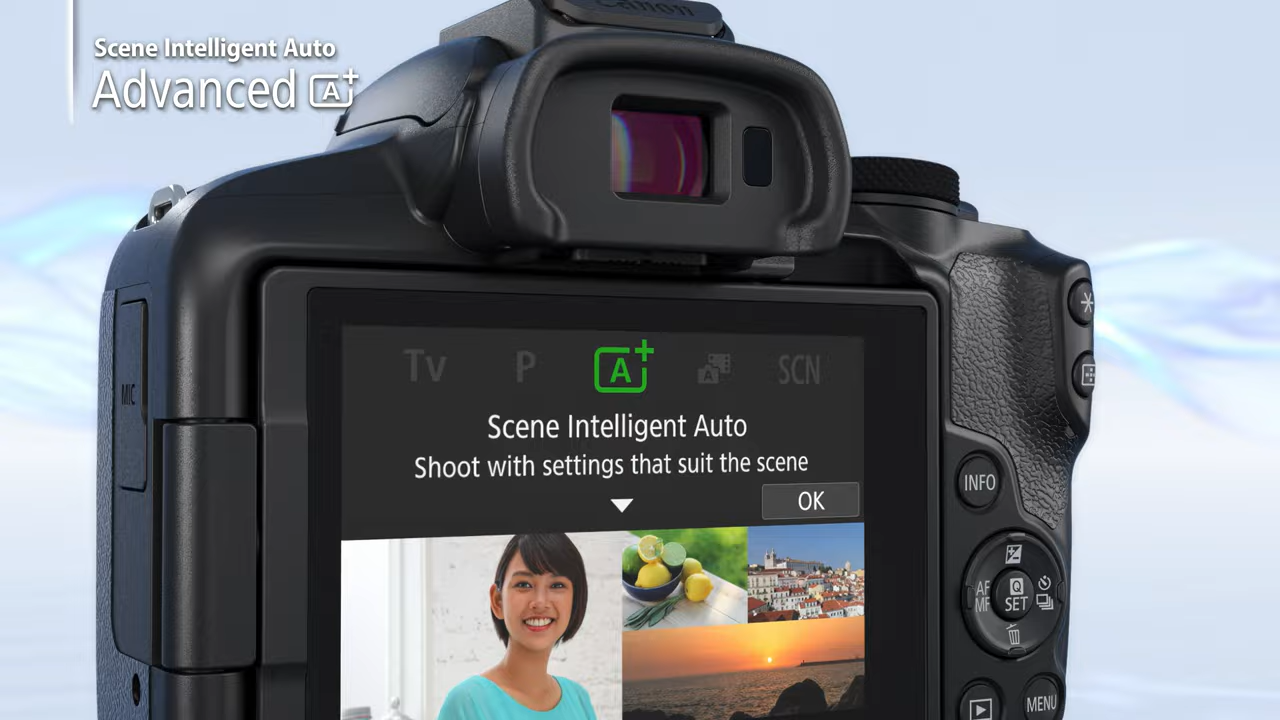 Canon
Scene Intelligent Auto
Advanced A+
MIC
Tv P A+ A SCN
Scene Intelligent Auto
Shoot with settings that suit the scene
OK
INFO
AF
MF
Q
SET
MENU